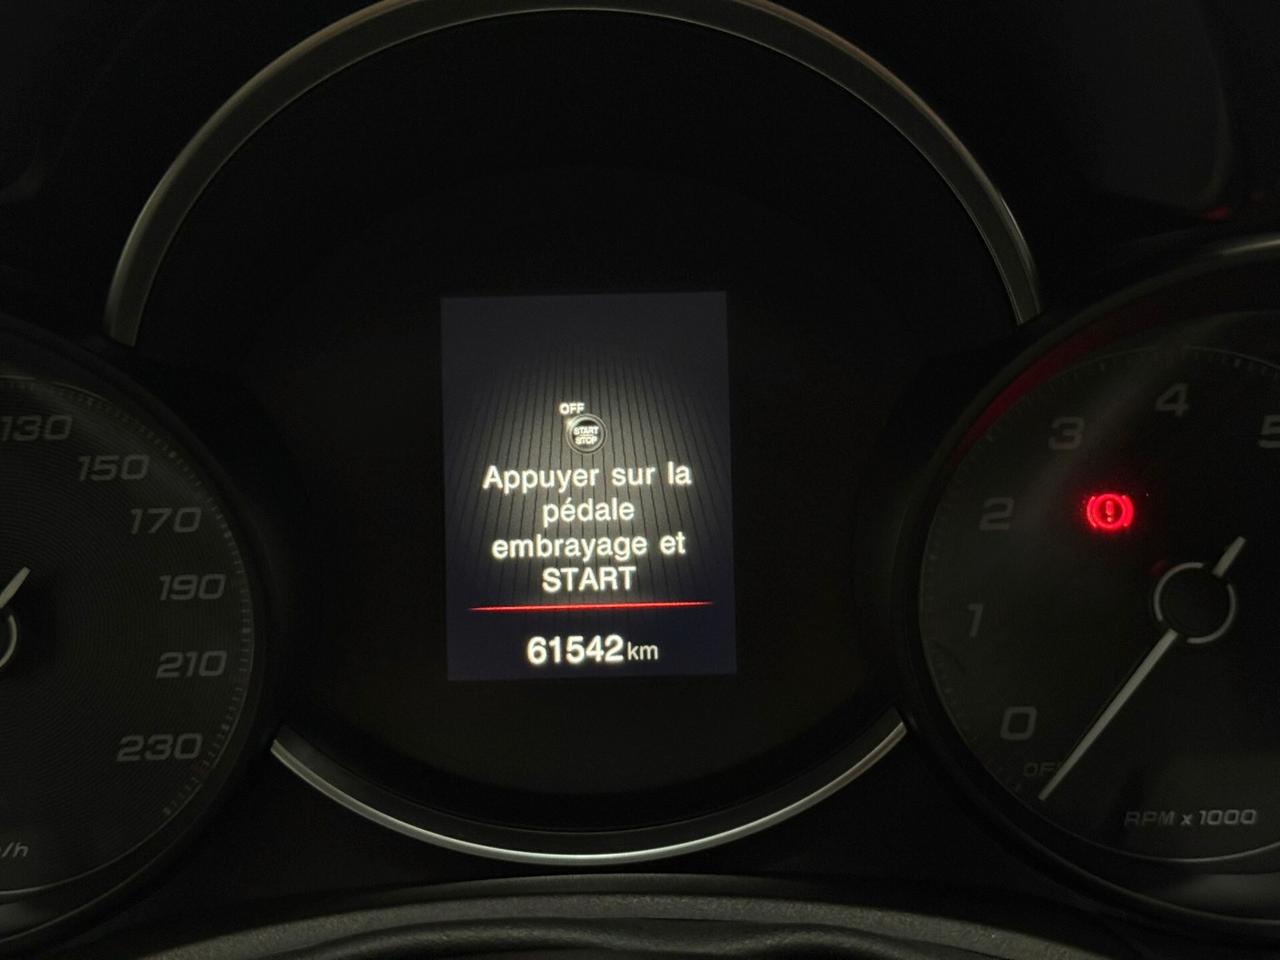 130
150
170
190
210
230
OFF
START
STOP
Appuyer sur la
pédale
embrayage et
START
61542 km
0
1
2
3
4
5
RPM x 1000